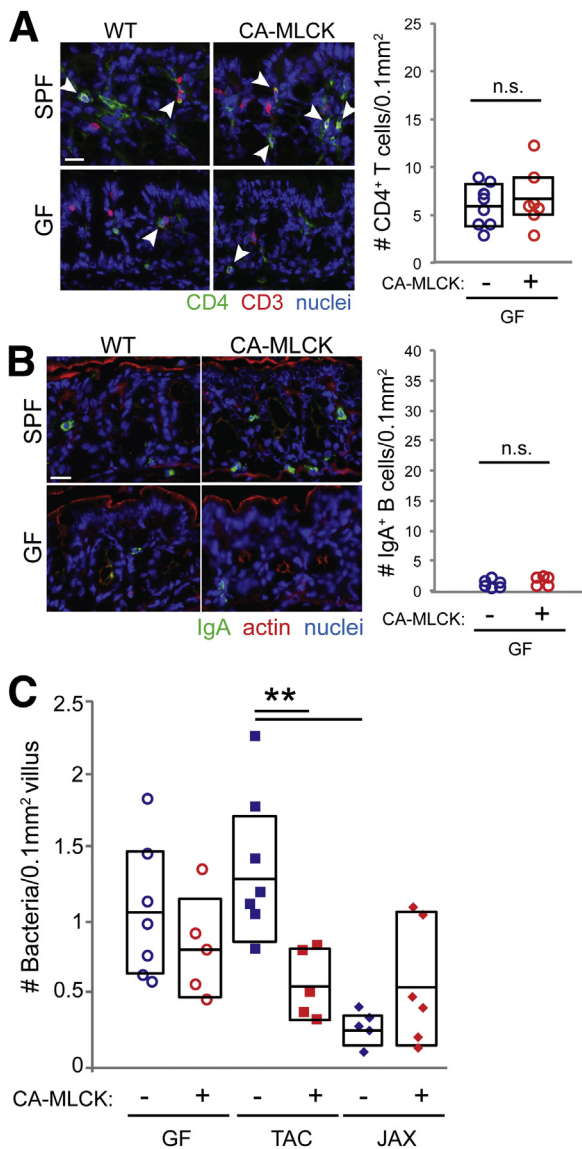 A
WT
CA-MLCK
SPF
GF
CD4 CD3 nuclei
# CD4⁺ T cells/0.1mm²
25
20
15
10
5
0
n.s.
CA-MLCK: - +
GF
B
WT
CA-MLCK
SPF
GF
IgA actin nuclei
# IgA⁺ B cells/0.1mm²
40
35
30
25
20
15
10
5
0
n.s.
CA-MLCK: - +
GF
C
# Bacteria/0.1mm² villus
2.5
2
1.5
1
0.5
0
**
CA-MLCK: - + - + - +
GF TAC JAX